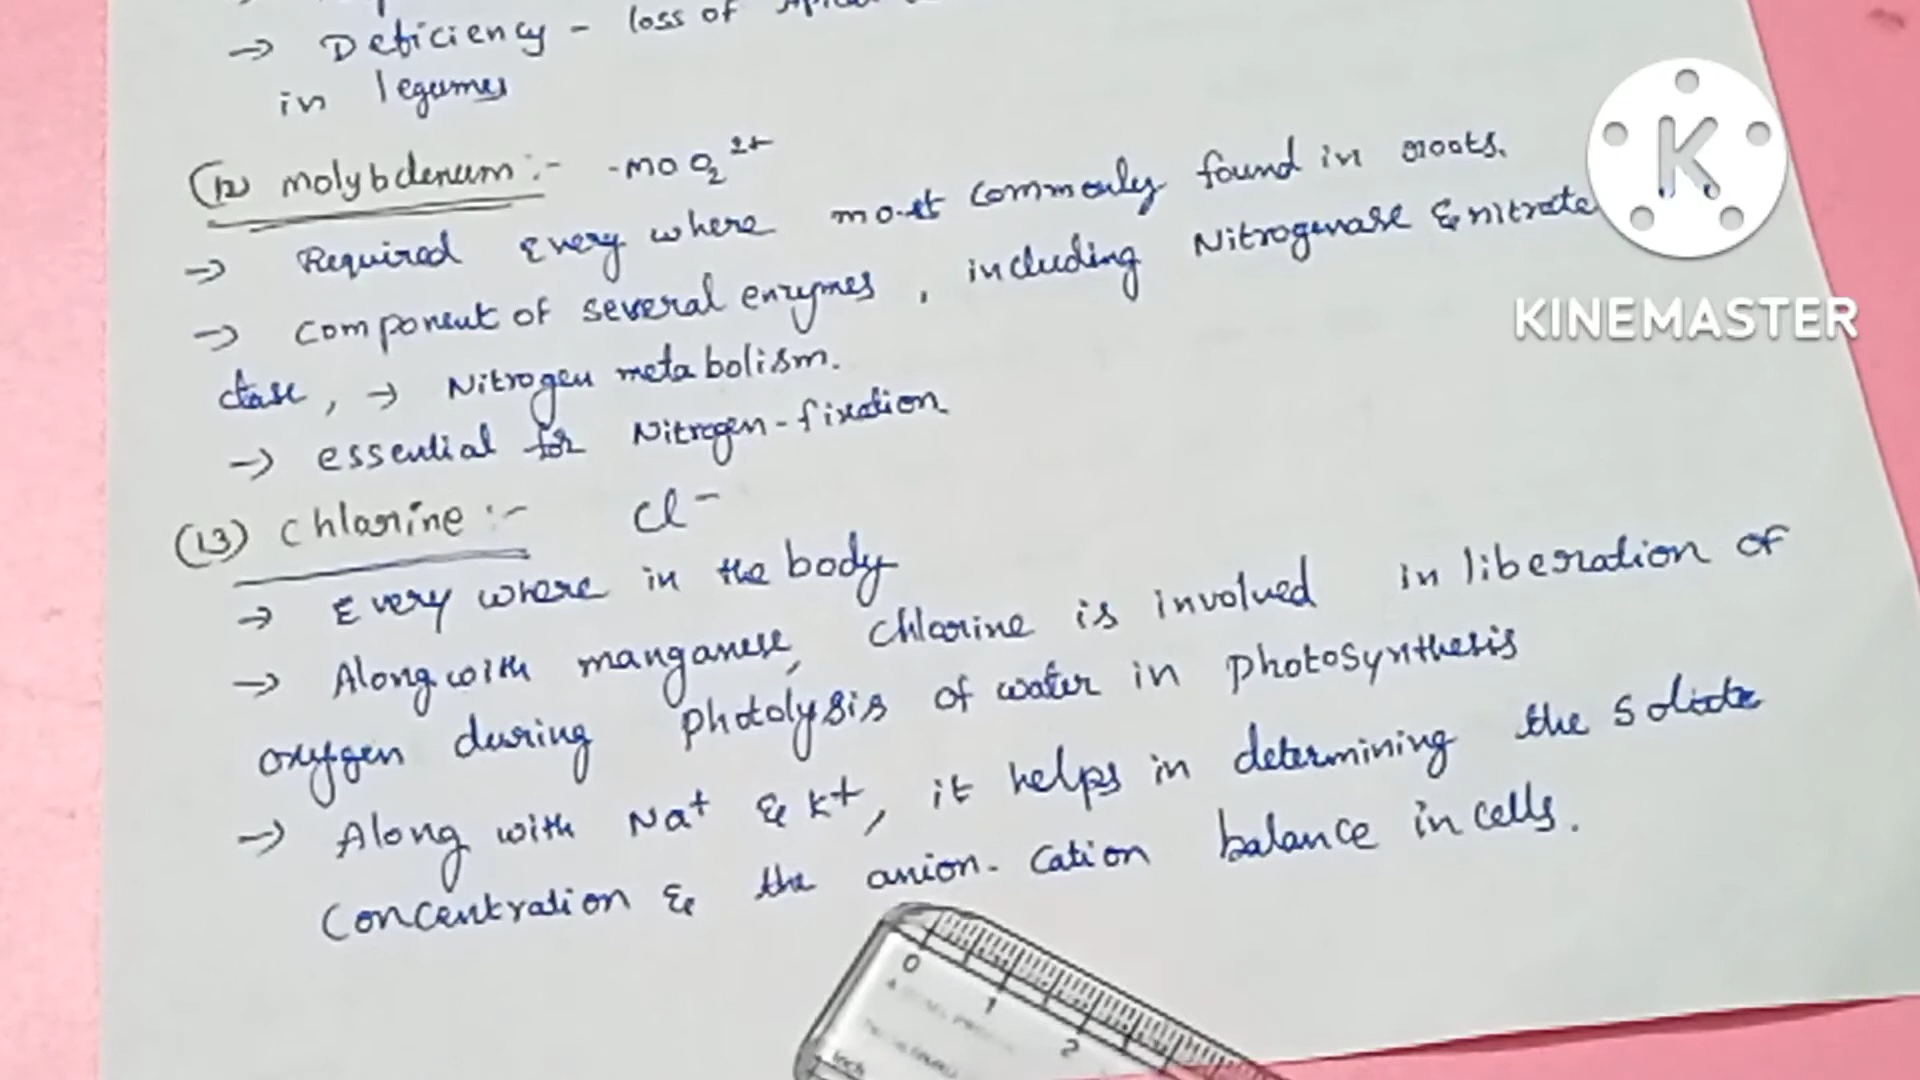 → Deficiency - loss of
in legumes
(12) molybdenum :- -MoO₂²⁺
→ Required Every where most commonly found in roots.
→ component of several enzymes, including Nitrogenase & nitrate
ctase, → Nitrogen metabolism.
→ essential for Nitrogen-fixation
(13) chlorine :- Cl⁻
→ Every where in the body
→ Along with manganese, chlorine is involved in liberation of
oxygen during photolysis of water in photosynthesis
→ Along with Na⁺ & K⁺, it helps in determining the solute
concentration & the anion-cation balance in cells.
K
KINEMASTER
0 1 2
Inch